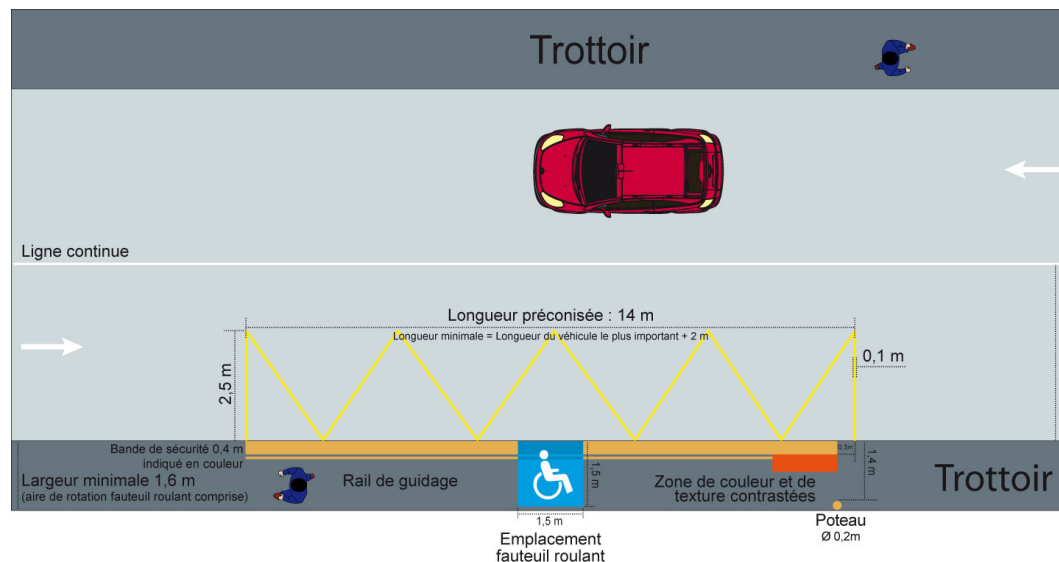 Trottoir
Ligne continue
Longueur préconisée : 14 m
Longueur minimale = Longueur du véhicule le plus important + 2 m
2,5 m
0,1 m
Bande de sécurité 0,4 m
indiqué en couleur
0,3m
1,4 m
Largeur minimale 1,6 m
(aire de rotation fauteuil roulant comprise)
Rail de guidage
1,5 m
Zone de couleur et de
texture contrastées
Trottoir
1,5 m
Emplacement
fauteuil roulant
Poteau
Ø 0,2m